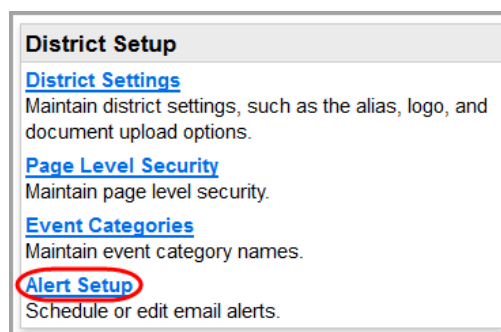 District Setup
District Settings
Maintain district settings, such as the alias, logo, and
document upload options.
Page Level Security
Maintain page level security.
Event Categories
Maintain event category names.
Alert Setup
Schedule or edit email alerts.